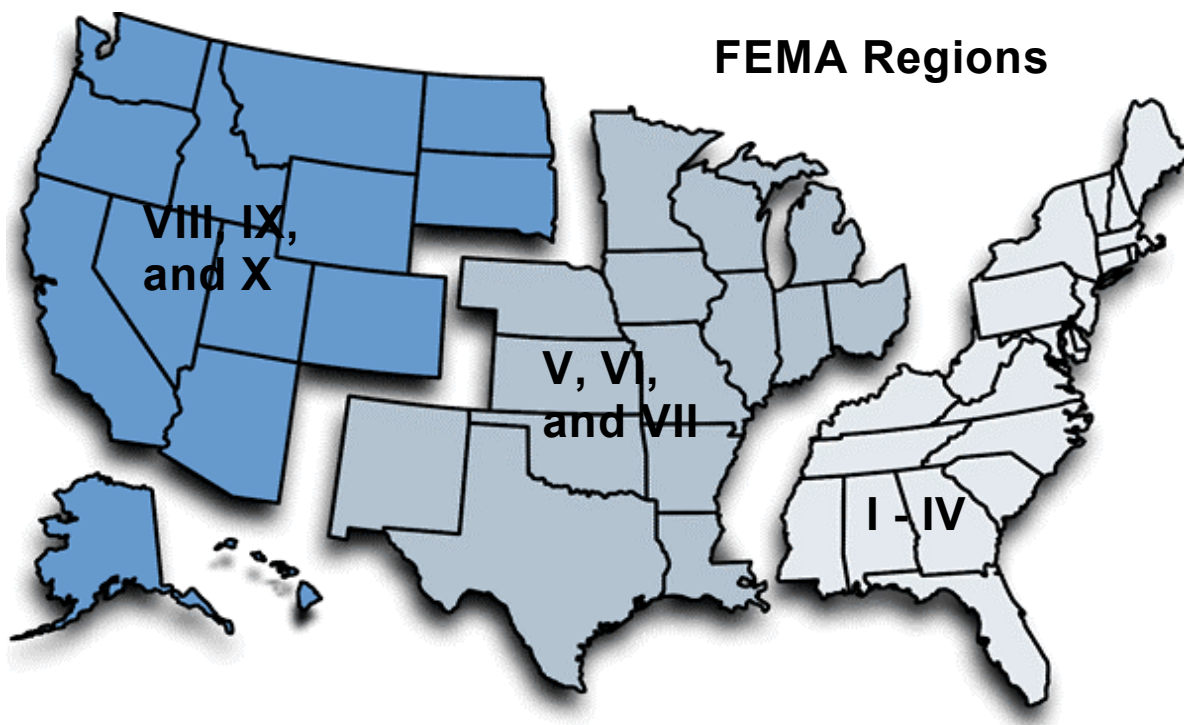 FEMA Regions
VIII, IX,
and X
V, VI,
and VII
I - IV